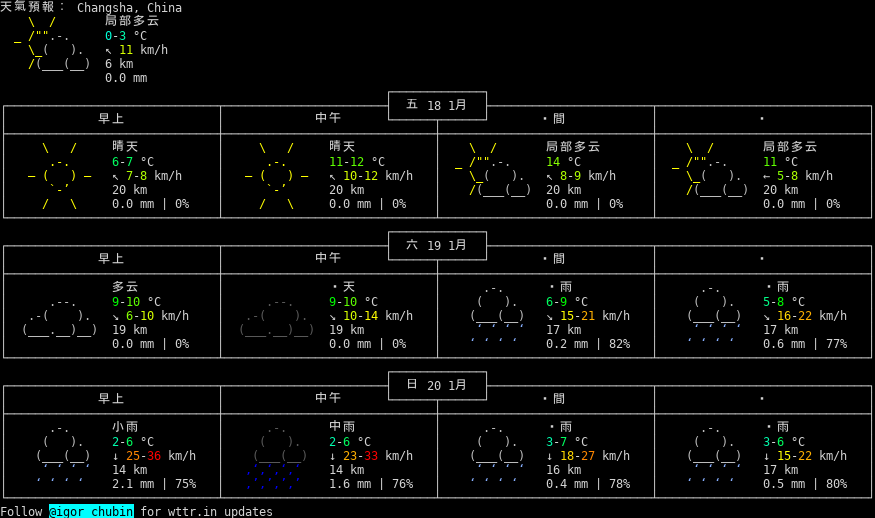 天氣預報： Changsha, China
局部多云
0-3 °C
↖ 11 km/h
6 km
0.0 mm
五 18 1月
早上 中午 ・間 ・
晴天 晴天 局部多云 局部多云
6-7 °C 11-12 °C 14 °C 11 °C
↖ 7-8 km/h ↖ 10-12 km/h ↖ 8-9 km/h ← 5-8 km/h
20 km 20 km 20 km 20 km
0.0 mm | 0% 0.0 mm | 0% 0.0 mm | 0% 0.0 mm | 0%
六 19 1月
早上 中午 ・間 ・
多云 ・天 ・雨 ・雨
9-10 °C 9-10 °C 6-9 °C 5-8 °C
↘ 6-10 km/h ↘ 10-14 km/h ↘ 15-21 km/h ↘ 16-22 km/h
19 km 19 km 17 km 17 km
0.0 mm | 0% 0.0 mm | 0% 0.2 mm | 82% 0.6 mm | 77%
日 20 1月
早上 中午 ・間 ・
小雨 中雨 ・雨 ・雨
2-6 °C 2-6 °C 3-7 °C 3-6 °C
↓ 25-36 km/h ↓ 23-33 km/h ↓ 18-27 km/h ↓ 15-22 km/h
14 km 14 km 16 km 17 km
2.1 mm | 75% 1.6 mm | 76% 0.4 mm | 78% 0.5 mm | 80%
Follow @igor_chubin for wttr.in updates